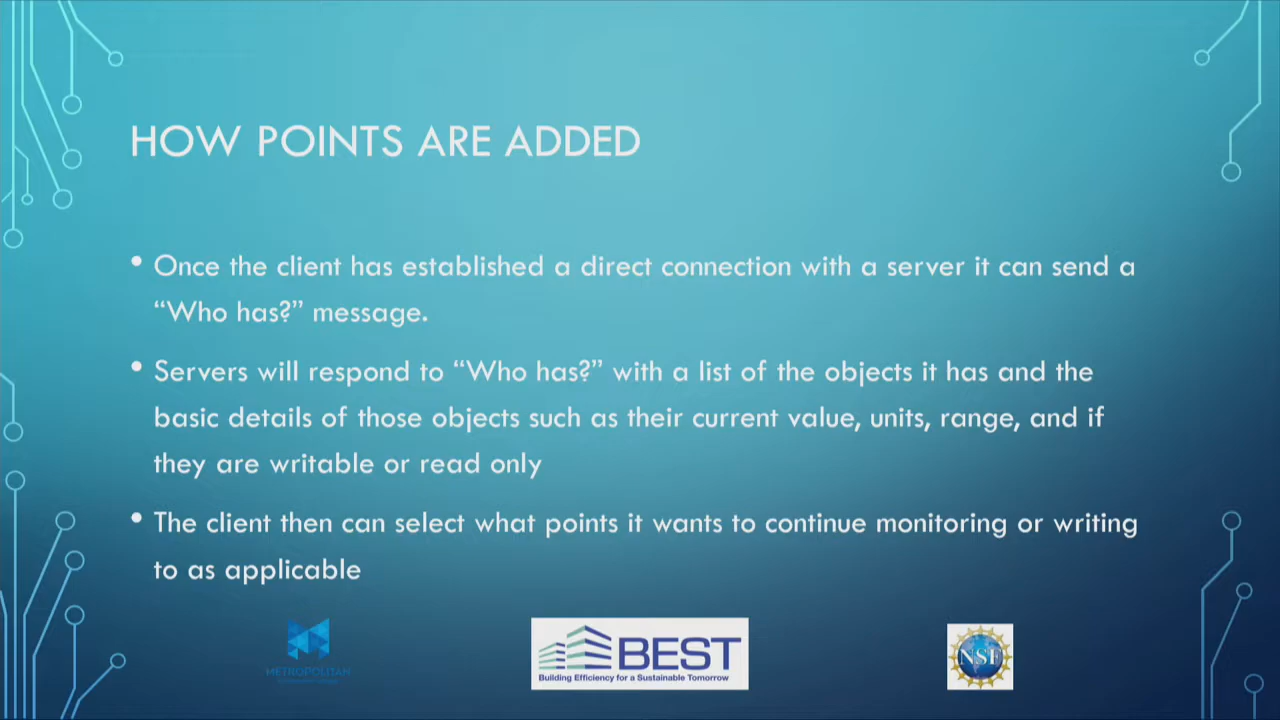 HOW POINTS ARE ADDED
• Once the client has established a direct connection with a server it can send a
“Who has?” message.
• Servers will respond to “Who has?” with a list of the objects it has and the
basic details of those objects such as their current value, units, range, and if
they are writable or read only
• The client then can select what points it wants to continue monitoring or writing
to as applicable
METROPOLITAN
BEST
Building Efficiency for a Sustainable Tomorrow
NSF